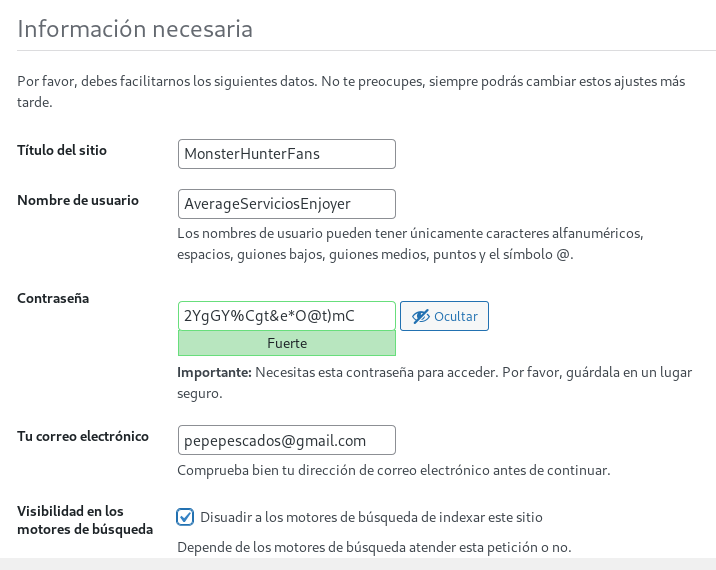 Información necesaria
Por favor, debes facilitarnos los siguientes datos. No te preocupes, siempre podrás cambiar estos ajustes más
tarde.
Título del sitio
MonsterHunterFans
Nombre de usuario
AverageServiciosEnjoyer
Los nombres de usuario pueden tener únicamente caracteres alfanuméricos,
espacios, guiones bajos, guiones medios, puntos y el símbolo @.
Contraseña
2YgGY%Cgt&e*O@t)mC
Ocultar
Fuerte
Importante: Necesitas esta contraseña para acceder. Por favor, guárdala en un lugar
seguro.
Tu correo electrónico
pepepescados@gmail.com
Comprueba bien tu dirección de correo electrónico antes de continuar.
Visibilidad en los
motores de búsqueda
Disuadir a los motores de búsqueda de indexar este sitio
Depende de los motores de búsqueda atender esta petición o no.